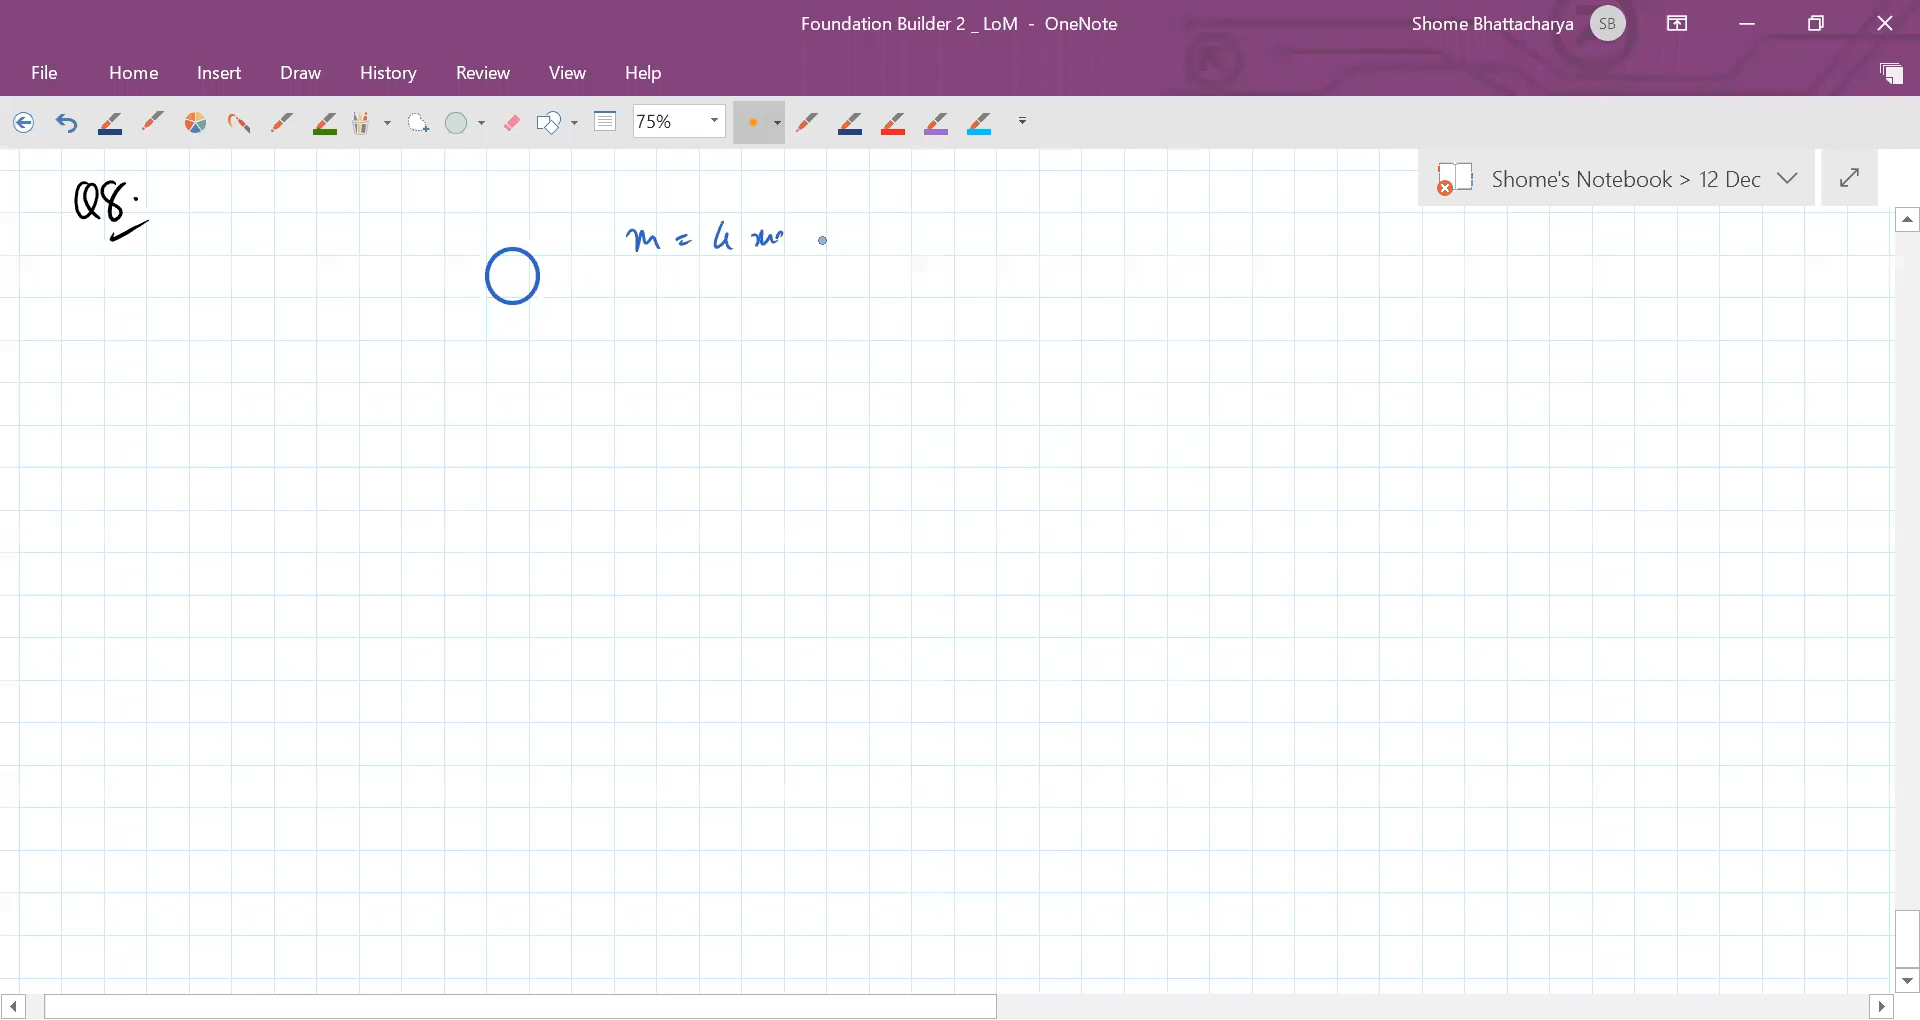 Foundation Builder 2 _ LoM - OneNote
Shome Bhattacharya SB
File Home Insert Draw History Review View Help
75%
Shome's Notebook > 12 Dec
Q8.
m = 4 m